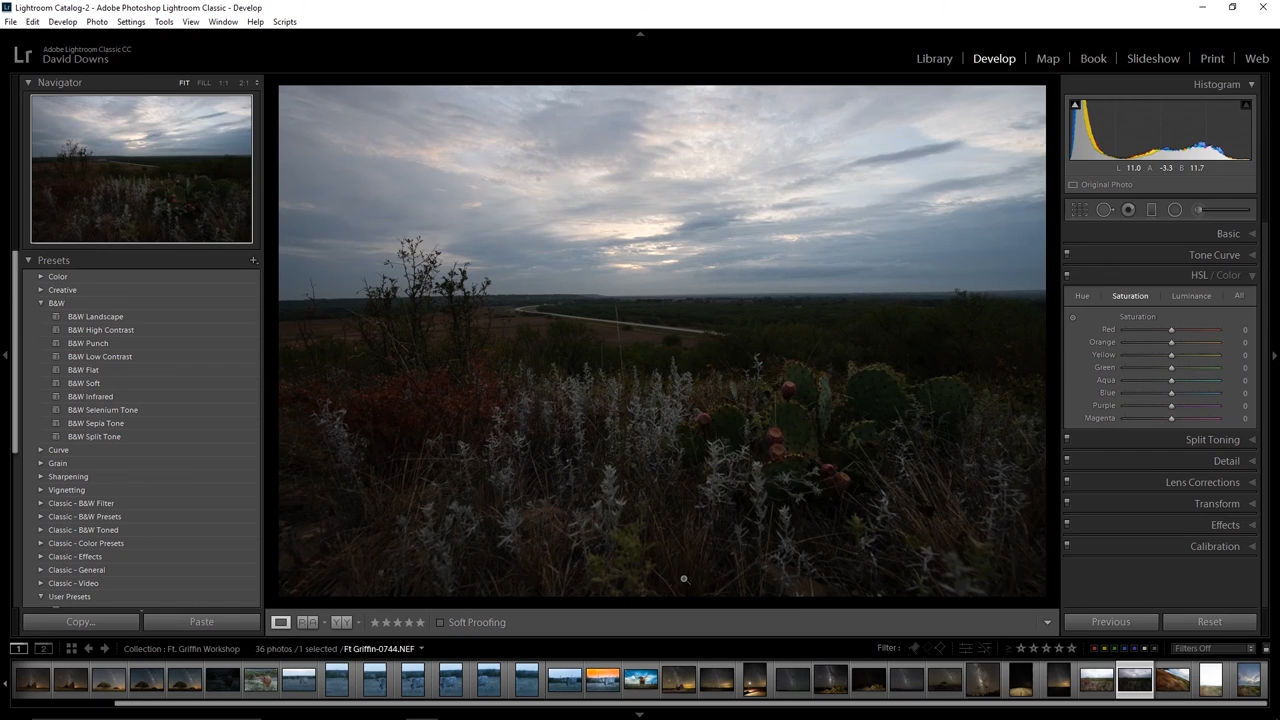 Lightroom Catalog-2 - Adobe Photoshop Lightroom Classic - Develop
File Edit Develop Photo Settings Tools View Window Help Scripts
Lr Adobe Lightroom Classic CC
David Downs
Library | Develop | Map | Book | Slideshow | Print | Web
Navigator FIT FILL 1:1 2:1
Histogram
L 11.0 A -3.3 B 11.7
Original Photo
Basic
Tone Curve
HSL / Color
Hue Saturation Luminance All
Saturation
Red 0
Orange 0
Yellow 0
Green 0
Aqua 0
Blue 0
Purple 0
Magenta 0
Split Toning
Detail
Lens Corrections
Transform
Effects
Calibration
Presets
Color
Creative
B&W
B&W Landscape
B&W High Contrast
B&W Punch
B&W Low Contrast
B&W Flat
B&W Soft
B&W Infrared
B&W Selenium Tone
B&W Sepia Tone
B&W Split Tone
Curve
Grain
Sharpening
Vignetting
Classic - B&W Filter
Classic - B&W Presets
Classic - B&W Toned
Classic - Color Presets
Classic - Effects
Classic - General
Classic - Video
User Presets
Copy... Paste
RA YY Soft Proofing
Previous Reset
1 2 Collection: Ft. Griffin Workshop 36 photos / 1 selected / Ft Griffin-0744.NEF Filter: Filters Off